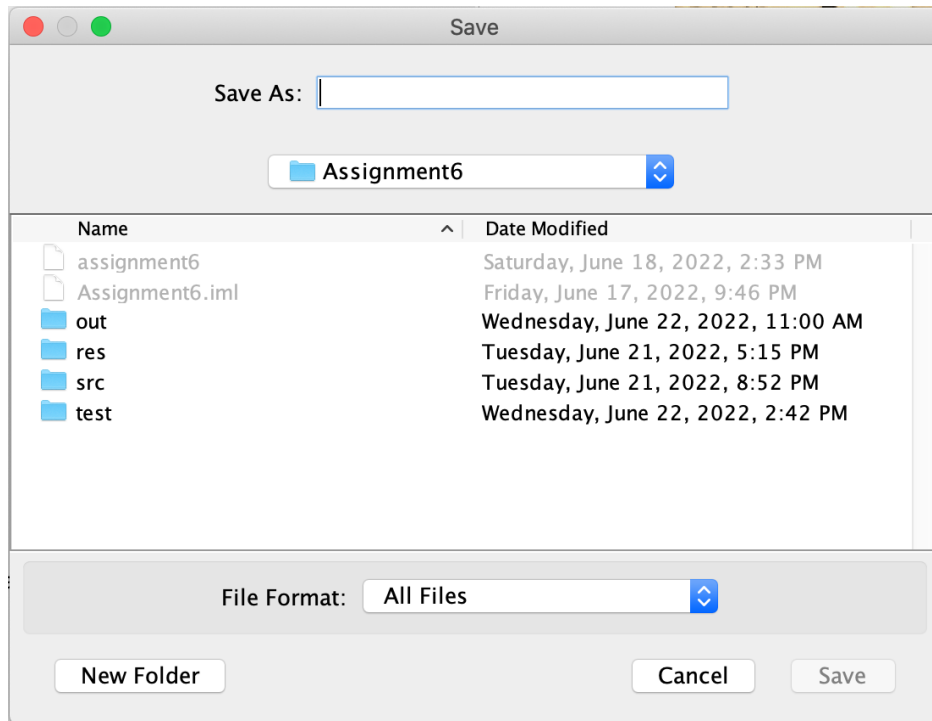 Save
Save As:
Assignment6
Name Date Modified
assignment6 Saturday, June 18, 2022, 2:33 PM
Assignment6.iml Friday, June 17, 2022, 9:46 PM
out Wednesday, June 22, 2022, 11:00 AM
res Tuesday, June 21, 2022, 5:15 PM
src Tuesday, June 21, 2022, 8:52 PM
test Wednesday, June 22, 2022, 2:42 PM
File Format: All Files
New Folder Cancel Save